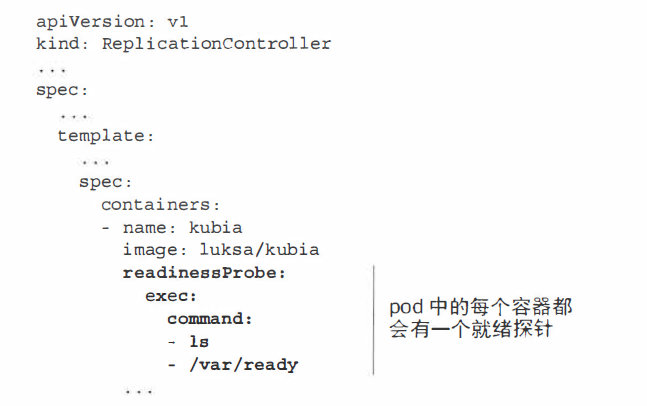 apiVersion: v1
kind: ReplicationController
...
spec:
  ...
  template:
    ...
    spec:
      containers:
      - name: kubia
        image: luksa/kubia
        readinessProbe:
          exec:
            command:
            - ls
            - /var/ready
        ...
pod 中的每个容器都
会有一个就绪探针